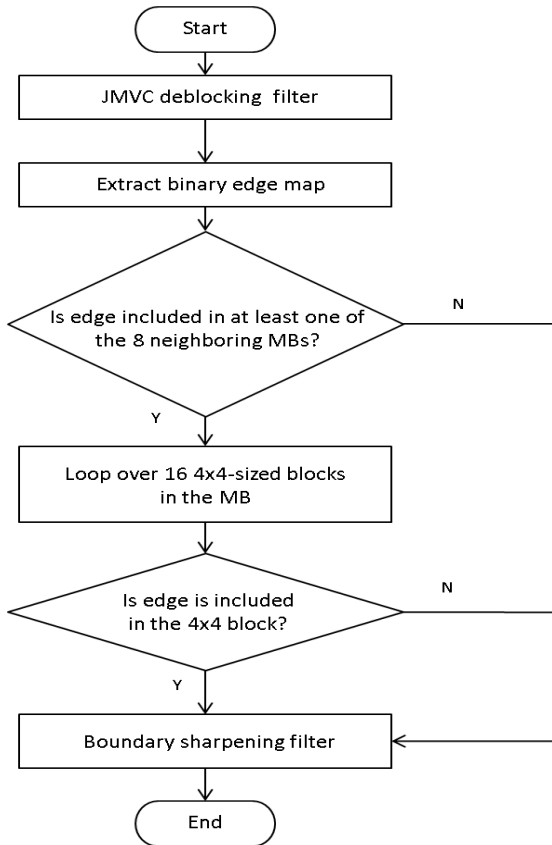 Start
JMVC deblocking filter
Extract binary edge map
Is edge included in at least one of
the 8 neighboring MBs?
N
Y
Loop over 16 4x4-sized blocks
in the MB
Is edge is included
in the 4x4 block?
N
Y
Boundary sharpening filter
End